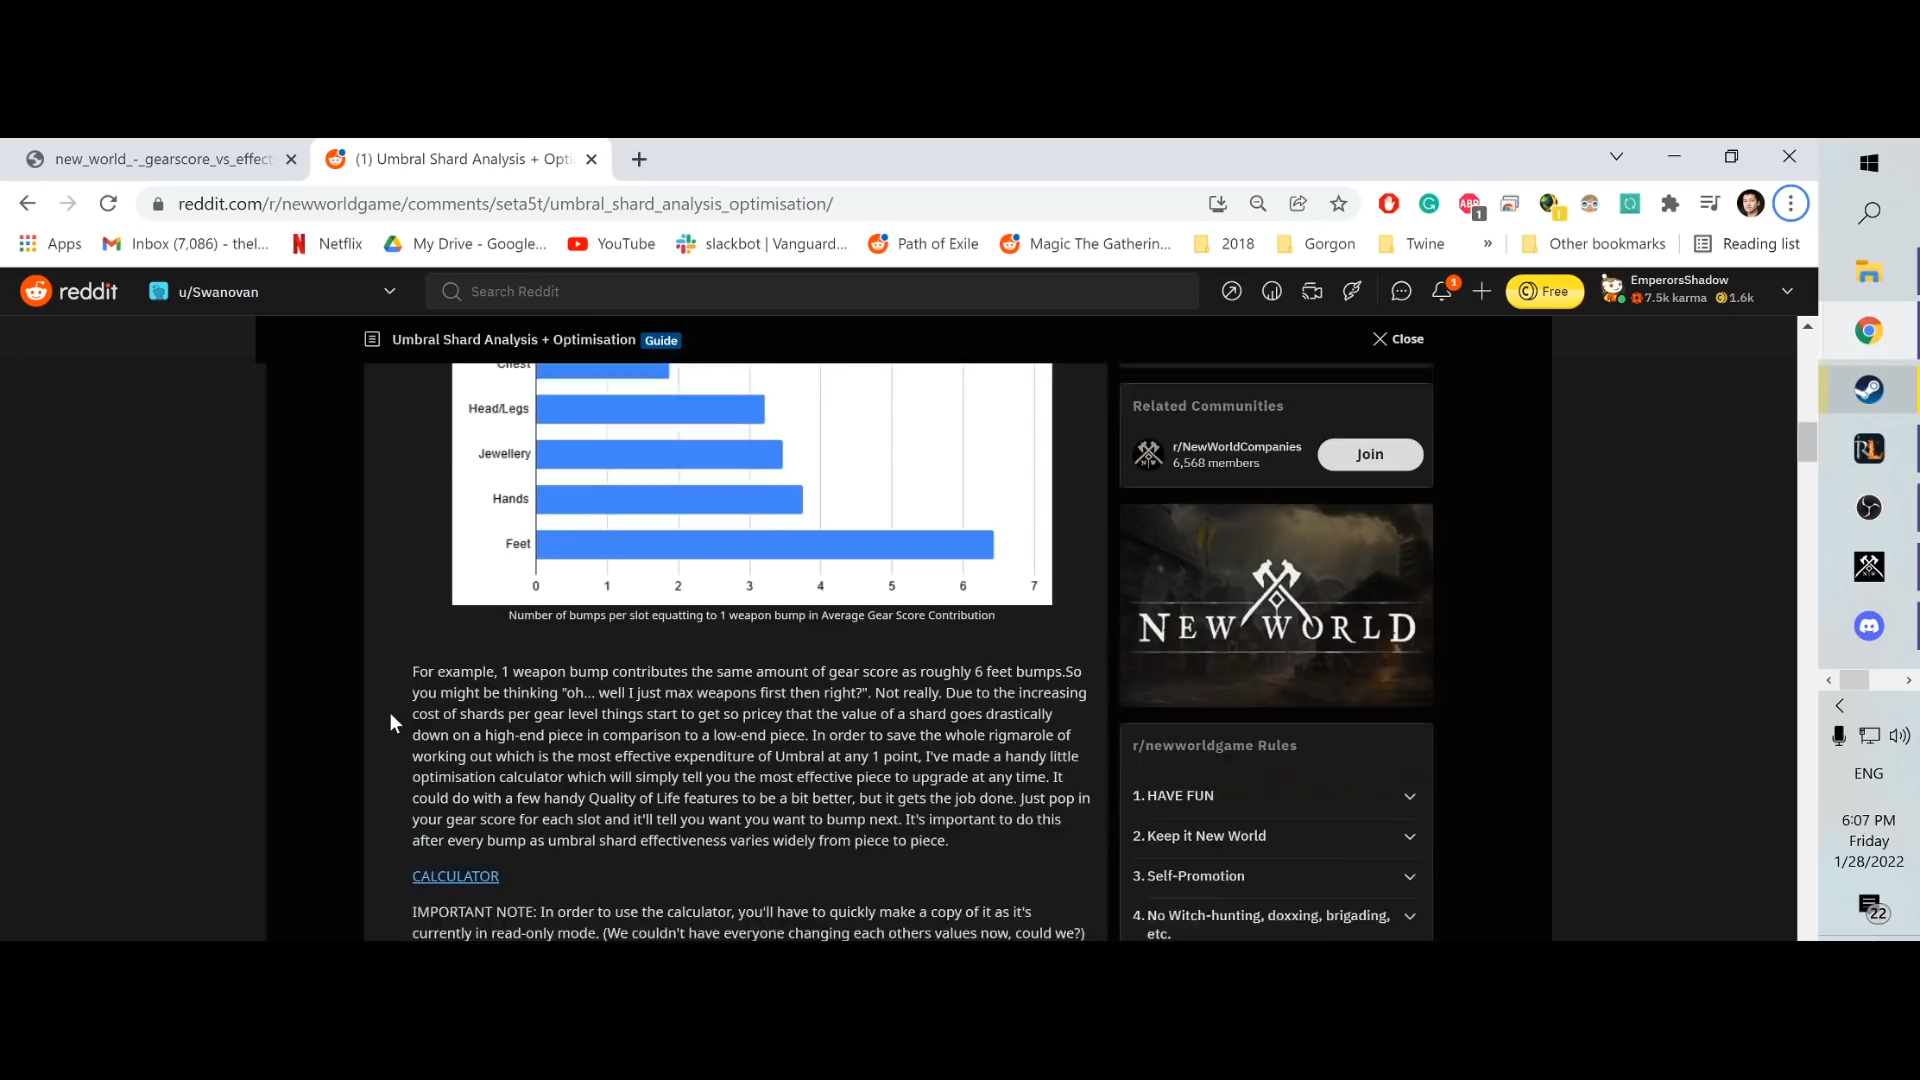 new_world_-_gearscore_vs_effect
(1) Umbral Shard Analysis + Opti
reddit.com/r/newworldgame/comments/seta5t/umbral_shard_analysis_optimisation/
ABP
1
Apps
Inbox (7,086) - thel...
Netflix
My Drive - Google...
YouTube
slackbot | Vanguard...
Path of Exile
Magic The Gatherin...
2018
Gorgon
Twine
»
Other bookmarks
Reading list
reddit
u/Swanovan
Search Reddit
1
Free
EmperorsShadow
7.5k karma
1.6k
Umbral Shard Analysis + Optimisation Guide
Close
Chest
Head/Legs
Jewellery
Hands
Feet
0 1 2 3 4 5 6 7
Number of bumps per slot equatting to 1 weapon bump in Average Gear Score Contribution
For example, 1 weapon bump contributes the same amount of gear score as roughly 6 feet bumps.So
you might be thinking "oh... well I just max weapons first then right?". Not really. Due to the increasing
cost of shards per gear level things start to get so pricey that the value of a shard goes drastically
down on a high-end piece in comparison to a low-end piece. In order to save the whole rigmarole of
working out which is the most effective expenditure of Umbral at any 1 point, I've made a handy little
optimisation calculator which will simply tell you the most effective piece to upgrade at any time. It
could do with a few handy Quality of Life features to be a bit better, but it gets the job done. Just pop in
your gear score for each slot and it'll tell you want you want to bump next. It's important to do this
after every bump as umbral shard effectiveness varies widely from piece to piece.
CALCULATOR
IMPORTANT NOTE: In order to use the calculator, you'll have to quickly make a copy of it as it's
currently in read-only mode. (We couldn't have everyone changing each others values now, could we?)
Related Communities
r/NewWorldCompanies
6,568 members
Join
NEW WORLD
r/newworldgame Rules
1. HAVE FUN
2. Keep it New World
3. Self-Promotion
4. No Witch-hunting, doxxing, brigading,
etc.
RL
ENG
6:07 PM
Friday
1/28/2022
22